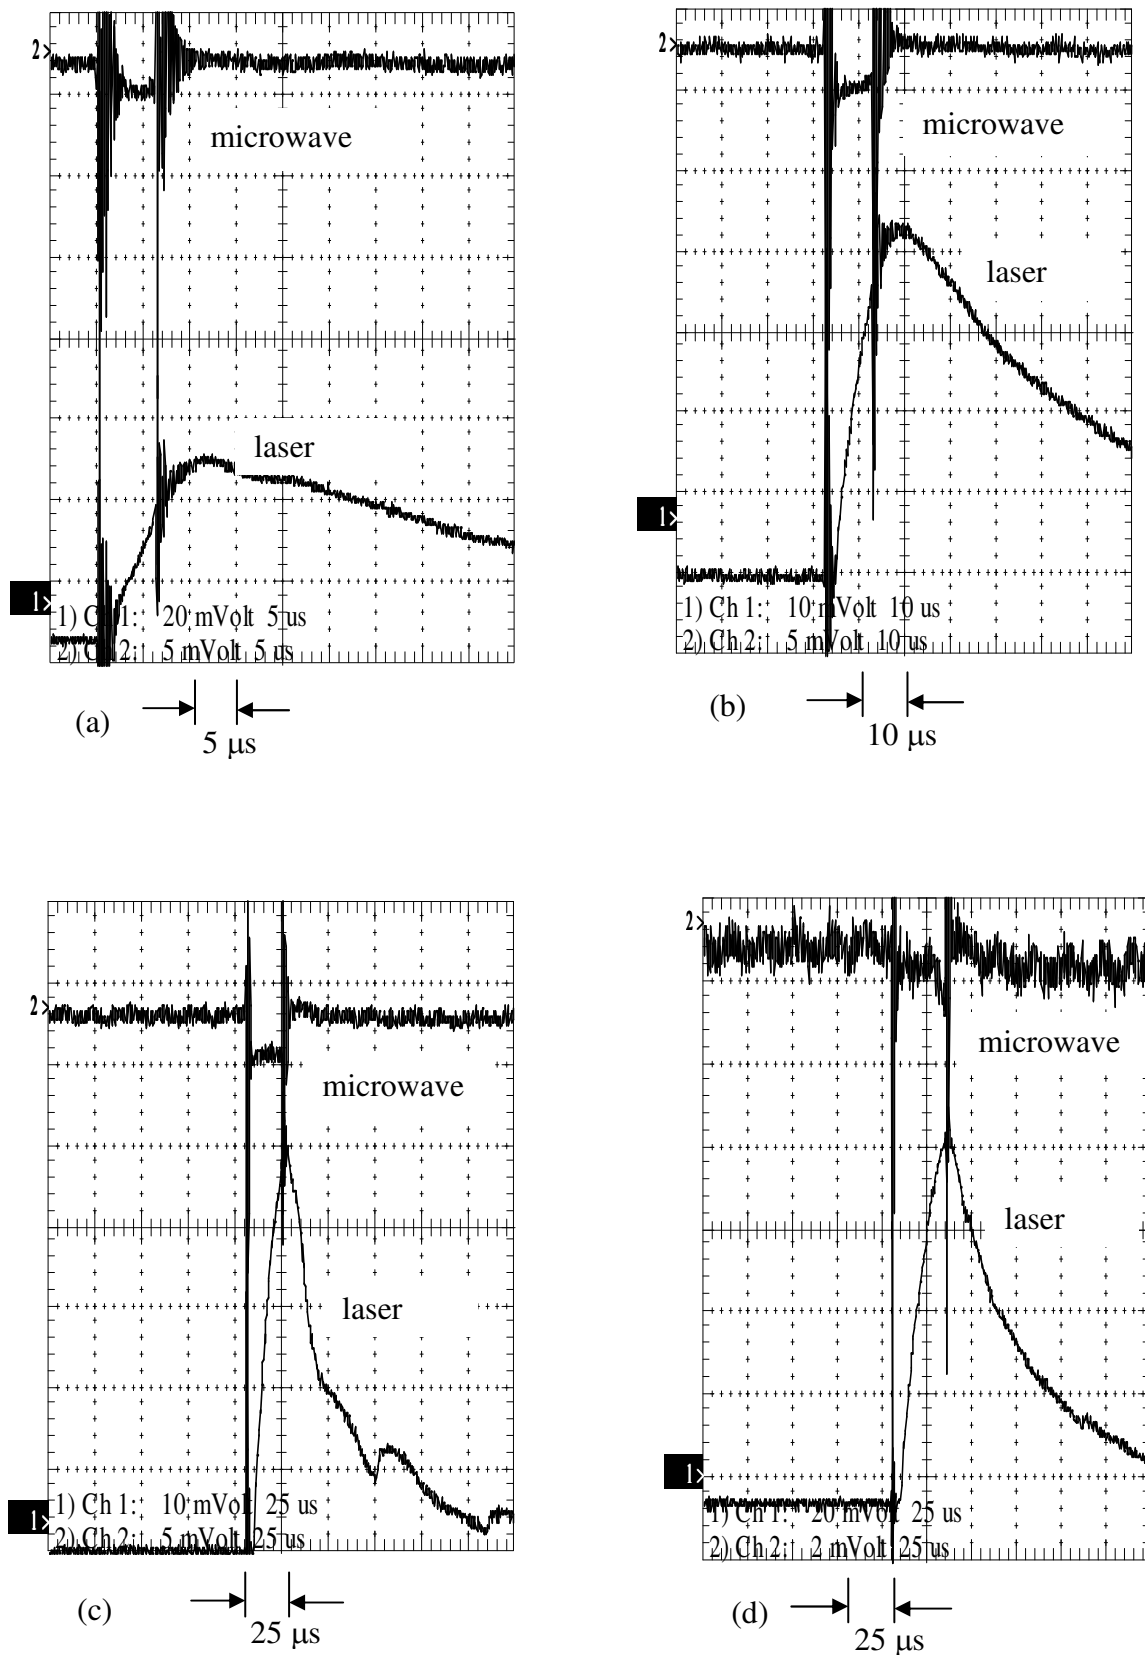 2
microwave
laser
1
1) Ch 1: 20 mVolt 5 us
2) Ch 2: 5 mVolt 5 us
(a)
5 μs
2
microwave
laser
1
1) Ch 1: 10 mVolt 10 us
2) Ch 2: 5 mVolt 10 us
(b)
10 μs
2
microwave
laser
1
1) Ch 1: 10 mVolt 25 us
2) Ch 2: 5 mVolt 25 us
(c)
25 μs
2
microwave
laser
1
1) Ch 1: 20 mVolt 25 us
2) Ch 2: 2 mVolt 25 us
(d)
25 μs